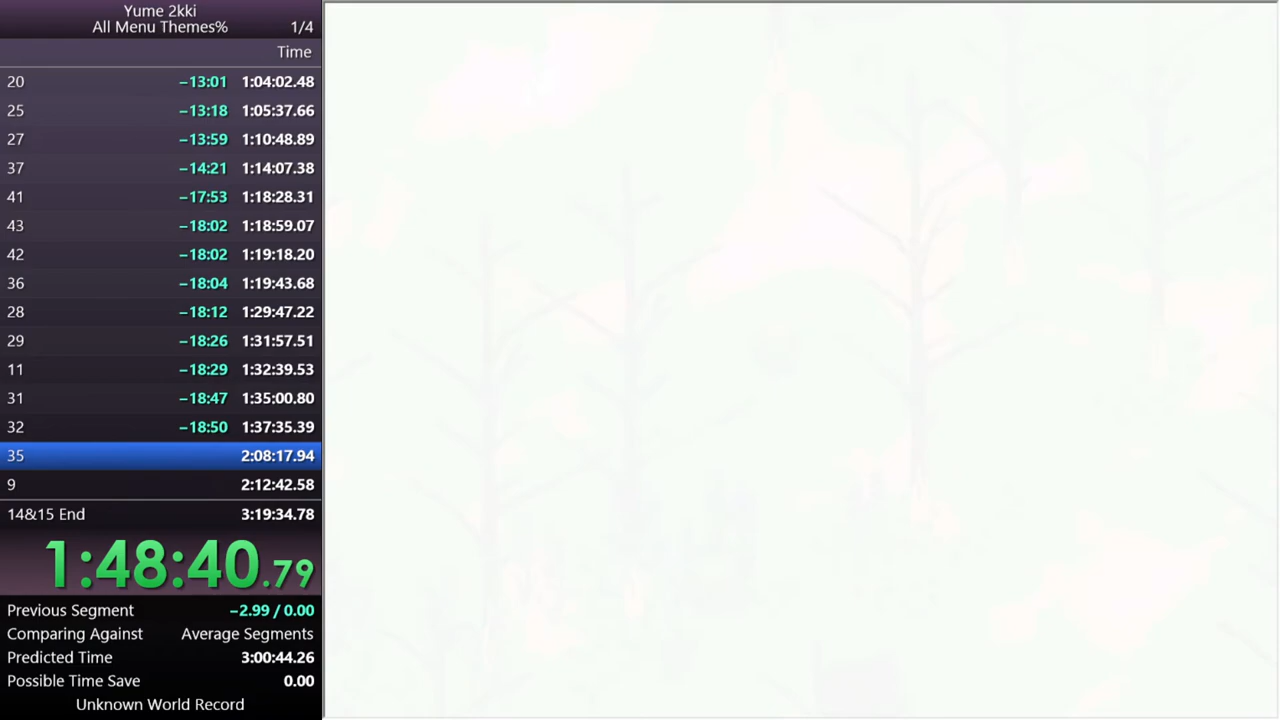 Yume 2kki
All Menu Themes% 1/4
Time
20 −13:01 1:04:02.48
25 −13:18 1:05:37.66
27 −13:59 1:10:48.89
37 −14:21 1:14:07.38
41 −17:53 1:18:28.31
43 −18:02 1:18:59.07
42 −18:02 1:19:18.20
36 −18:04 1:19:43.68
28 −18:12 1:29:47.22
29 −18:26 1:31:57.51
11 −18:29 1:32:39.53
31 −18:47 1:35:00.80
32 −18:50 1:37:35.39
35 2:08:17.94
9 2:12:42.58
14&15 End 3:19:34.78
1:48:40.79
Previous Segment −2.99 / 0.00
Comparing Against Average Segments
Predicted Time 3:00:44.26
Possible Time Save 0.00
Unknown World Record